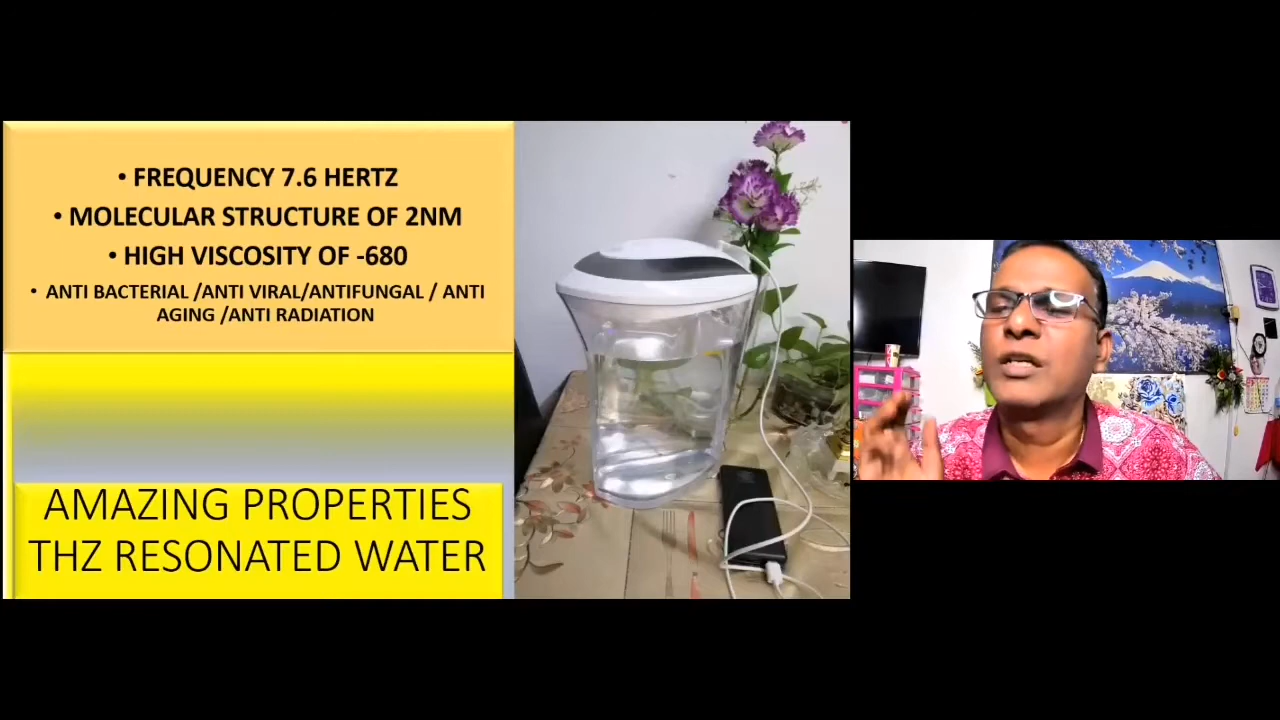 • FREQUENCY 7.6 HERTZ
• MOLECULAR STRUCTURE OF 2NM
• HIGH VISCOSITY OF -680
• ANTI BACTERIAL /ANTI VIRAL/ANTIFUNGAL / ANTI
AGING /ANTI RADIATION
AMAZING PROPERTIES
THZ RESONATED WATER